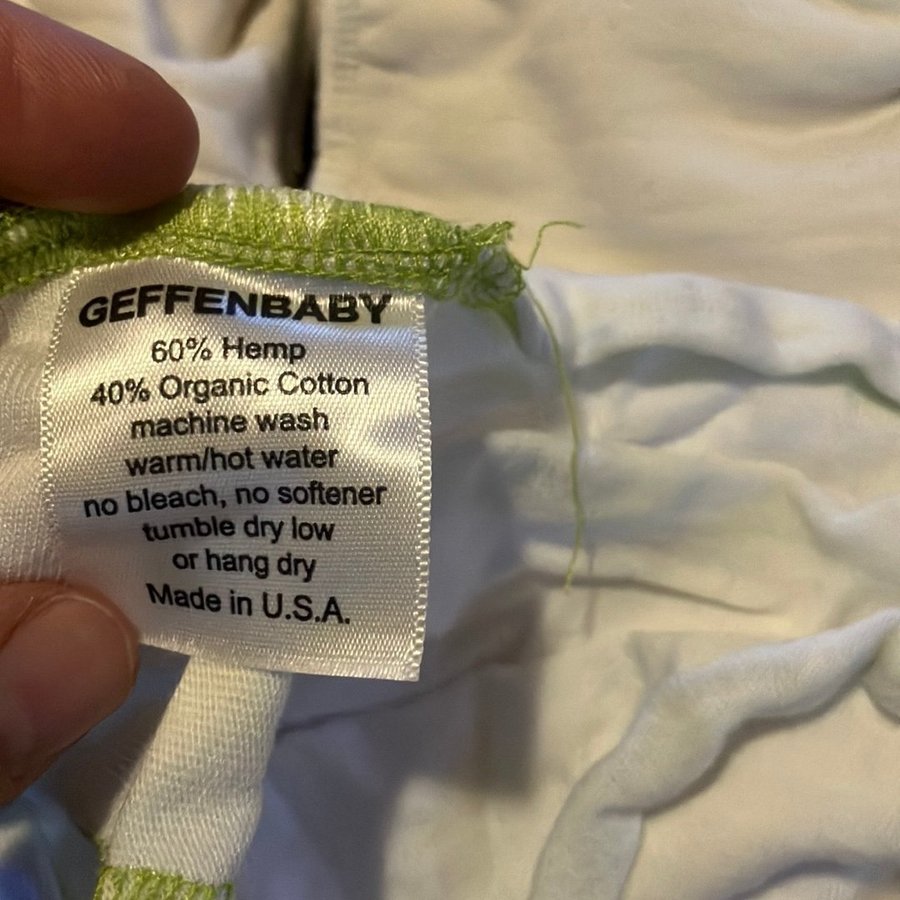 GEFFENBABY
60% Hemp
40% Organic Cotton
machine wash
warm/hot water
no bleach, no softener
tumble dry low
or hang dry
Made in U.S.A.